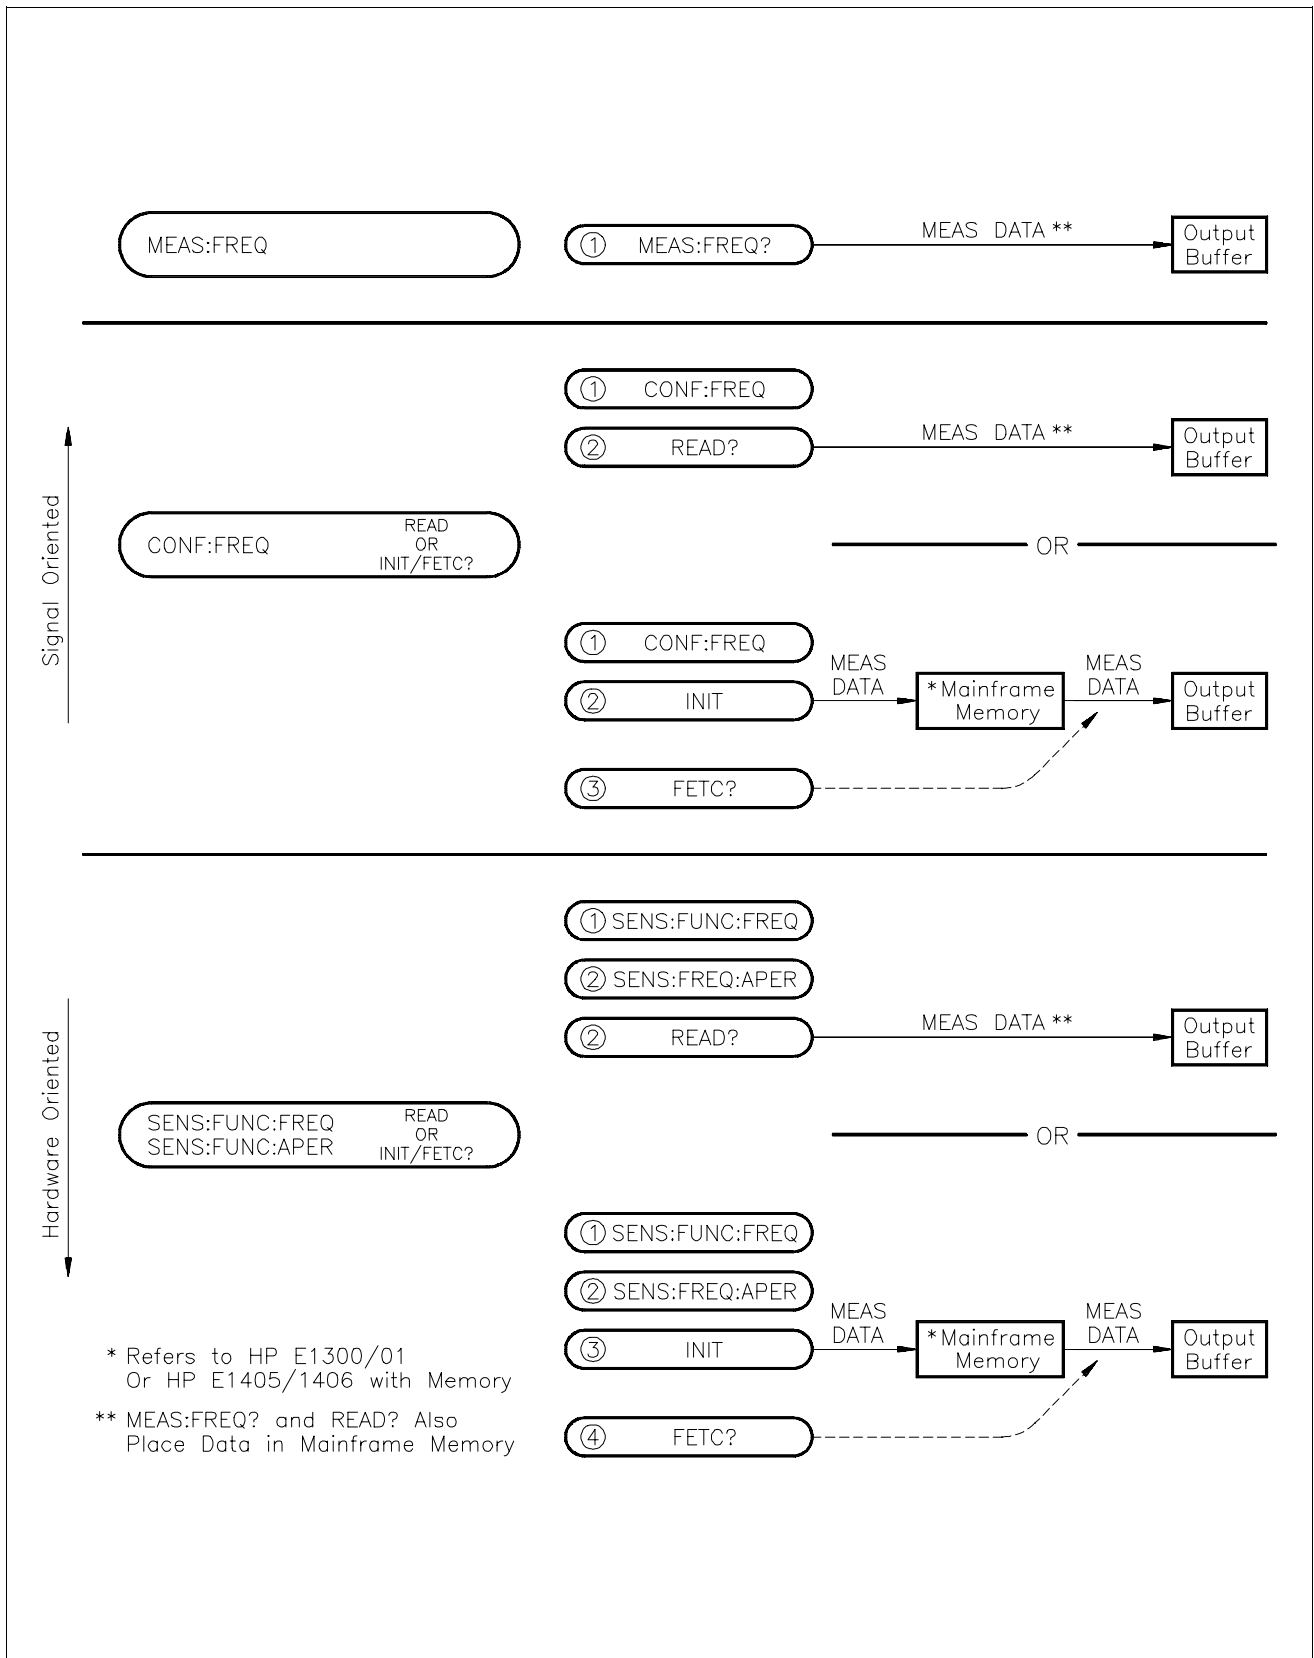 MEAS:FREQ
① MEAS:FREQ?
MEAS DATA **
Output
Buffer
① CONF:FREQ
② READ?
MEAS DATA **
Output
Buffer
Signal Oriented
CONF:FREQ
READ
OR
INIT/FETC?
OR
① CONF:FREQ
② INIT
MEAS
DATA
* Mainframe
Memory
MEAS
DATA
Output
Buffer
③ FETC?
① SENS:FUNC:FREQ
② SENS:FREQ:APER
② READ?
MEAS DATA **
Output
Buffer
Hardware Oriented
SENS:FUNC:FREQ
SENS:FUNC:APER
READ
OR
INIT/FETC?
OR
① SENS:FUNC:FREQ
② SENS:FREQ:APER
③ INIT
MEAS
DATA
* Mainframe
Memory
MEAS
DATA
Output
Buffer
④ FETC?
* Refers to HP E1300/01
Or HP E1405/1406 with Memory
** MEAS:FREQ? and READ? Also
Place Data in Mainframe Memory